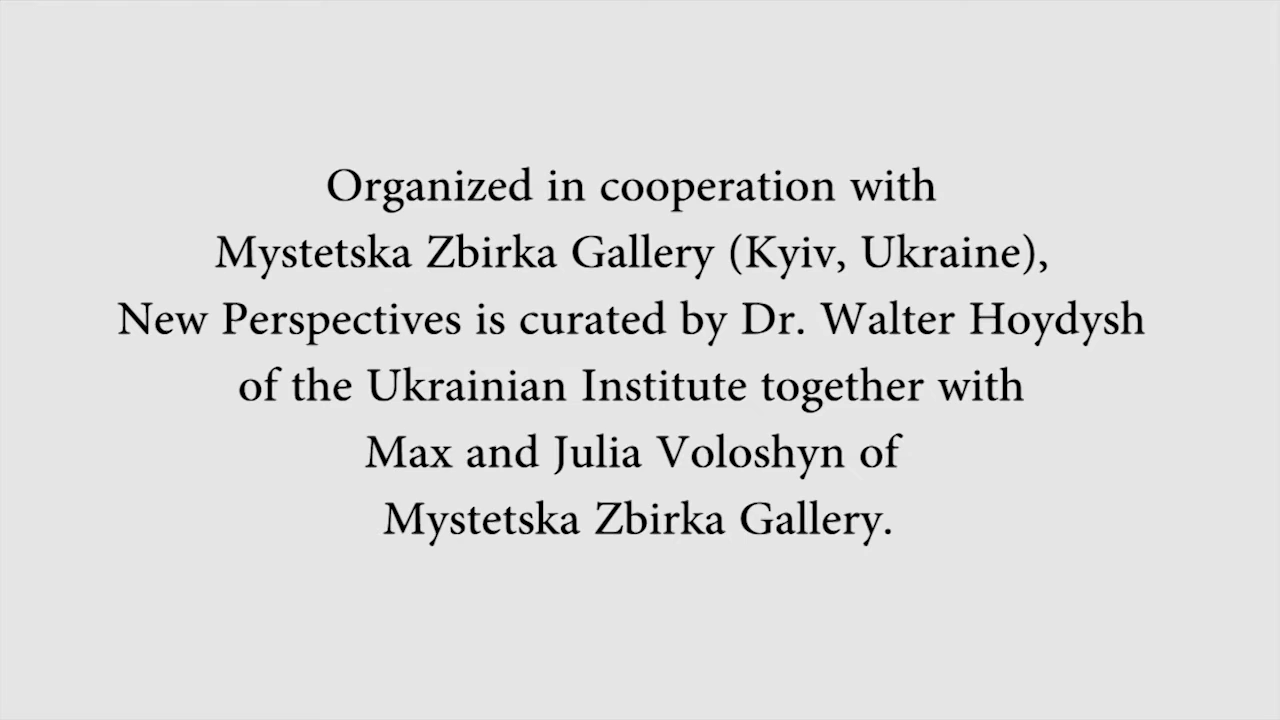 Organized in cooperation with
Mystetska Zbirka Gallery (Kyiv, Ukraine),
New Perspectives is curated by Dr. Walter Hoydysh
of the Ukrainian Institute together with
Max and Julia Voloshyn of
Mystetska Zbirka Gallery.